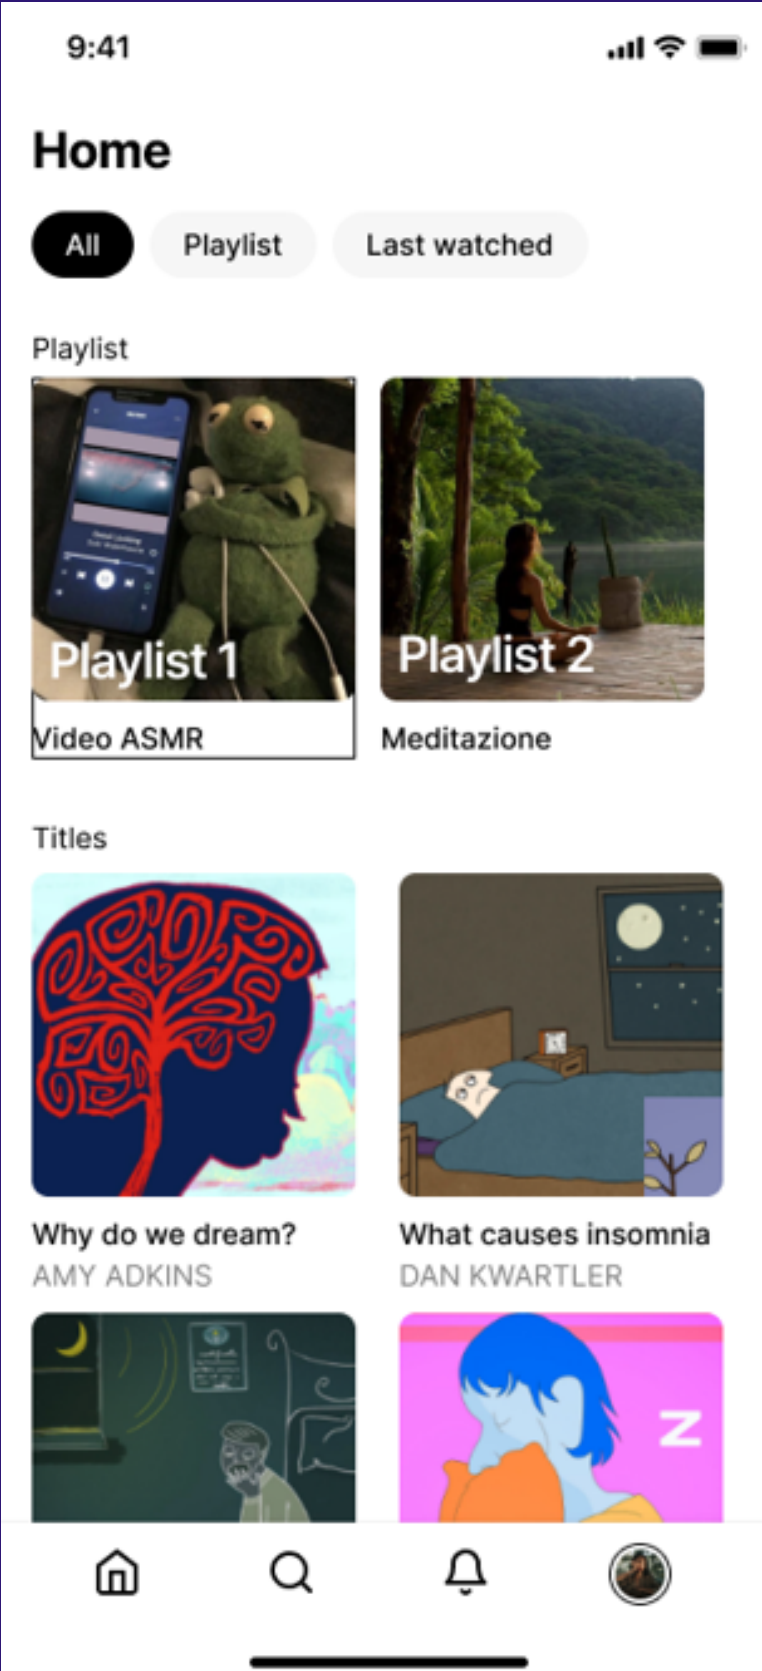 9:41
Home
All
Playlist
Last watched
Playlist
Playlist 1
Playlist 2
Video ASMR
Meditazione
Titles
Why do we dream?
What causes insomnia
AMY ADKINS
DAN KWARTLER
Z